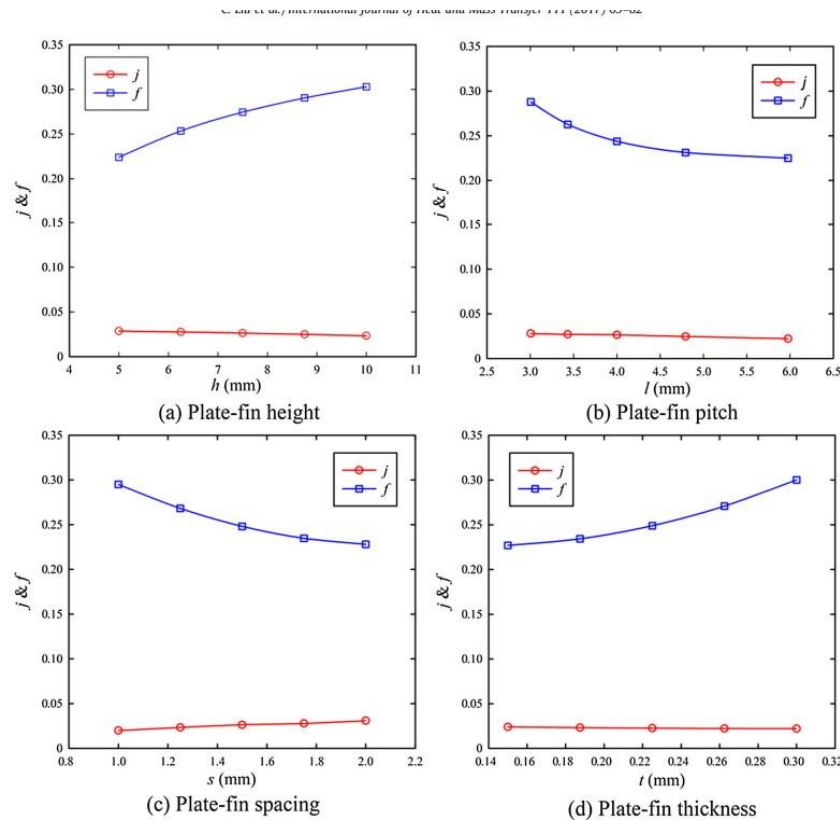 0.35
0.30
0.25
0.20
0.15
0.10
0.05
0
j & f
j
f
4 5 6 7 8 9 10 11
h (mm)
(a) Plate-fin height
0.35
0.30
0.25
0.20
0.15
0.10
0.05
0
j & f
j
f
2.5 3.0 3.5 4.0 4.5 5.0 5.5 6.0 6.5
l (mm)
(b) Plate-fin pitch
0.35
0.30
0.25
0.20
0.15
0.10
0.05
0
j & f
j
f
0.8 1.0 1.2 1.4 1.6 1.8 2.0 2.2
s (mm)
(c) Plate-fin spacing
0.35
0.30
0.25
0.20
0.15
0.10
0.05
0
j & f
j
f
0.14 0.16 0.18 0.20 0.22 0.24 0.26 0.28 0.30 0.32
t (mm)
(d) Plate-fin thickness